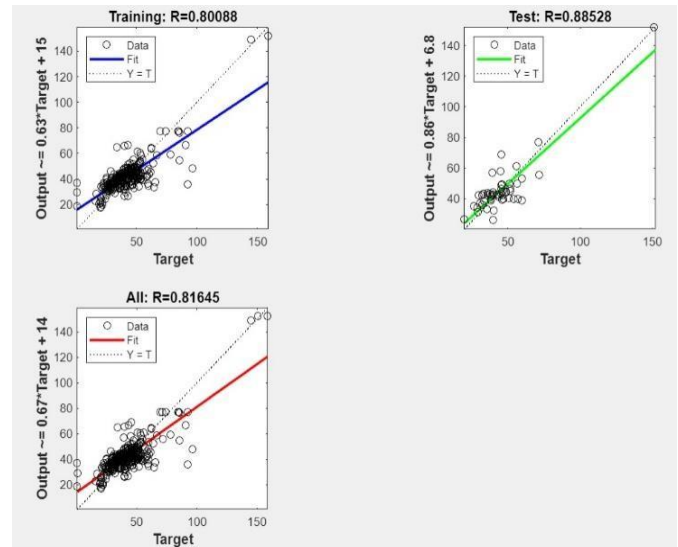 Training: R=0.80088
Output ~= 0.63*Target + 15
140
120
100
80
60
40
20
Data
Fit
Y = T
50
100
150
Target
Test: R=0.88528
Output ~= 0.86*Target + 6.8
140
120
100
80
60
40
Data
Fit
Y = T
50
100
150
Target
All: R=0.81645
Output ~= 0.67*Target + 14
140
120
100
80
60
40
20
Data
Fit
Y = T
50
100
150
Target